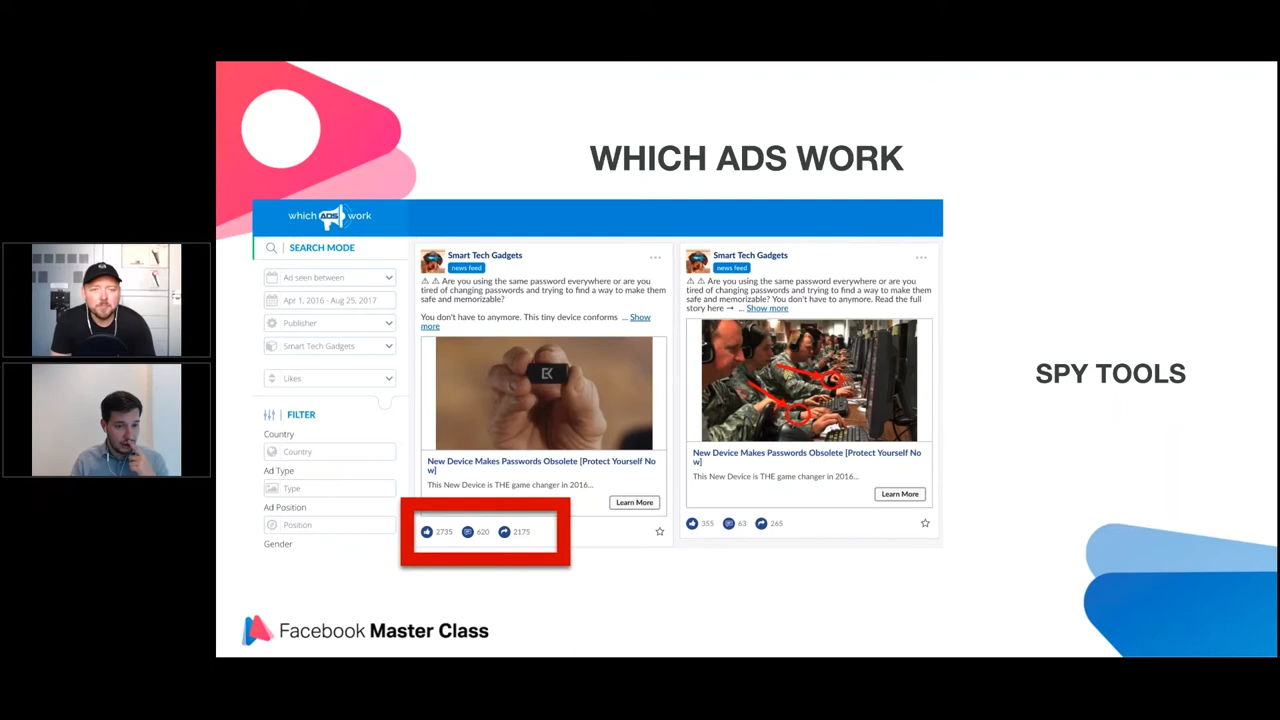 WHICH ADS WORK
which ADS work
SEARCH MODE
Ad seen between
Apr 1, 2016 - Aug 25, 2017
Publisher
Smart Tech Gadgets
Likes
FILTER
Country
Country
Ad Type
Type
Ad Position
Position
Gender
Smart Tech Gadgets
news feed
⚠ ⚠ Are you using the same password everywhere or are you
tired of changing passwords and trying to find a way to make them
safe and memorizable?
You don't have to anymore. This tiny device conforms ... Show
more
New Device Makes Passwords Obsolete [Protect Yourself No
w]
This New Device is THE game changer in 2016...
Learn More
2735 620 2175
Smart Tech Gadgets
news feed
⚠ ⚠ Are you using the same password everywhere or are you
tired of changing passwords and trying to find a way to make them
safe and memorizable? You don't have to anymore. Read the full
story here → ... Show more
New Device Makes Passwords Obsolete [Protect Yourself No
w]
This New Device is THE game changer in 2016...
Learn More
355 63 265
SPY TOOLS
Facebook Master Class